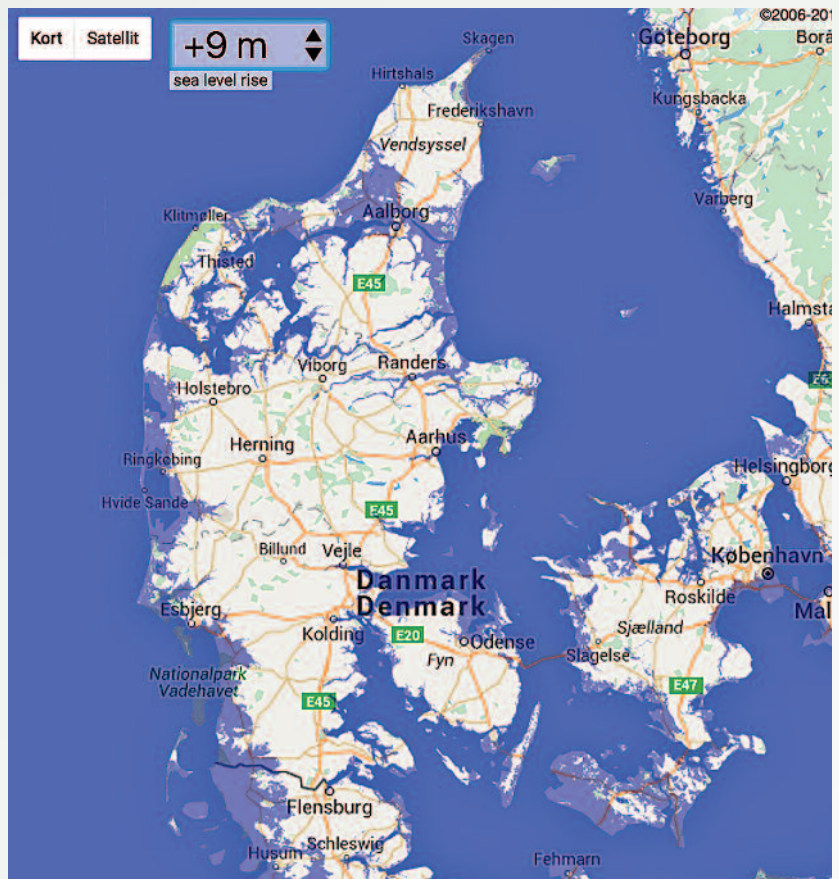 ©2006-201
Kort Satellit
+9 m
sea level rise
Skagen
Göteborg
Borå
Hirtshals
Kungsbacka
Frederikshavn
Vendsyssel
Varberg
Klitmøller
Aalborg
Thisted
E45
Halmsta
Viborg
Randers
E6
Holstebro
Aarhus
Herning
Ringkøbing
Helsingborg
Hvide Sande
E45
Billund
Vejle
København
Danmark
Denmark
Roskilde
Esbjerg
Mal
Kolding
E20
Odense
Sjælland
Fyn
Slagelse
Nationalpark
Vadehavet
E45
E47
Flensburg
Schleswig
Husum
Fehmarn